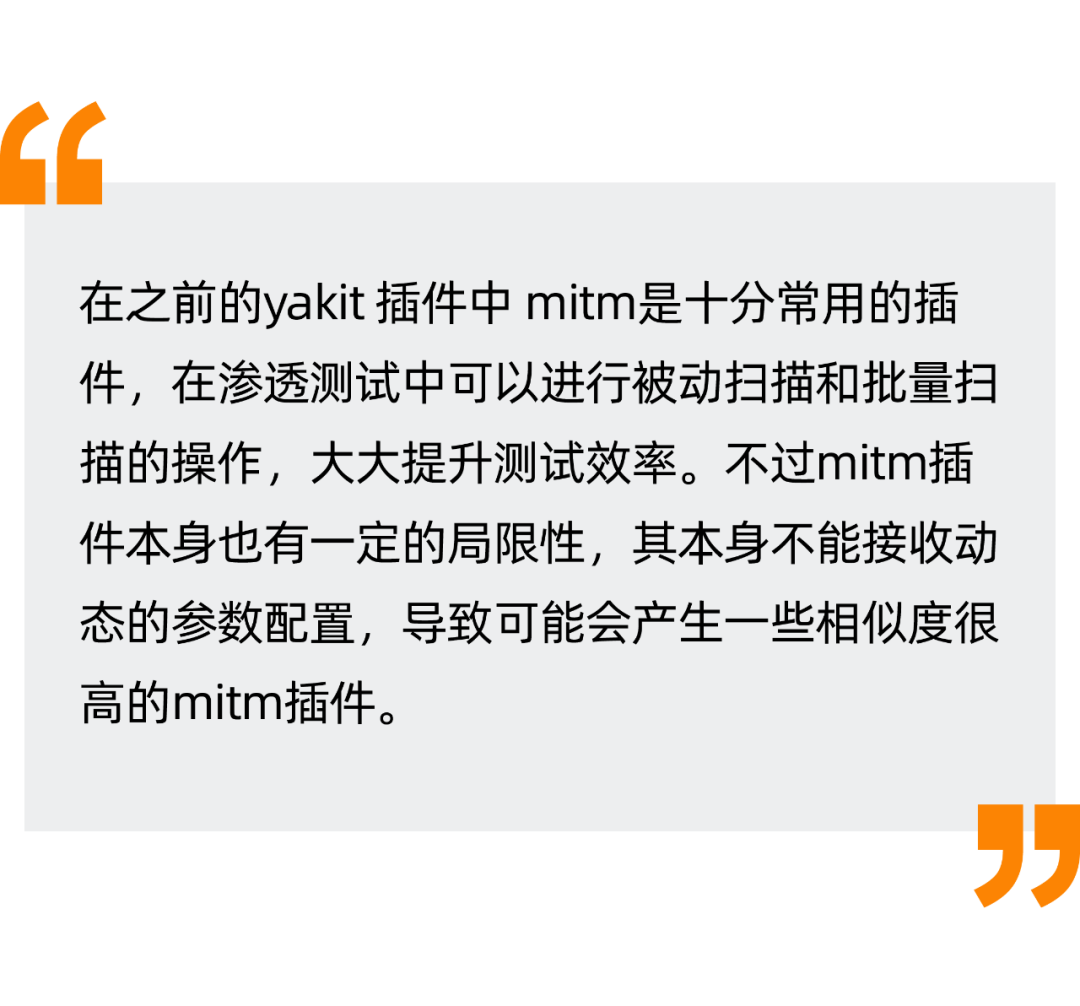 在之前的yakit 插件中 mitm是十分常用的插
件，在渗透测试中可以进行被动扫描和批量扫
描的操作，大大提升测试效率。不过mitm插
件本身也有一定的局限性，其本身不能接收动
态的参数配置，导致可能会产生一些相似度很
高的mitm插件。